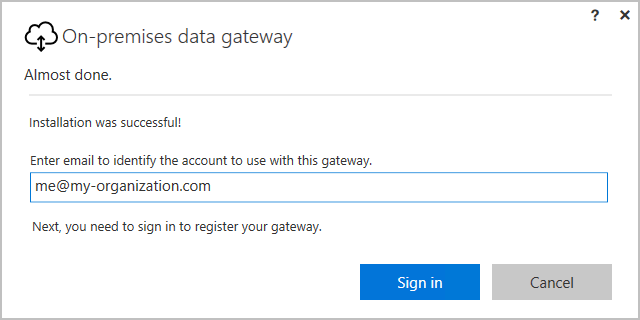 ? ×
On-premises data gateway
Almost done.
Installation was successful!
Enter email to identify the account to use with this gateway.
me@my-organization.com
Next, you need to sign in to register your gateway.
Sign in Cancel